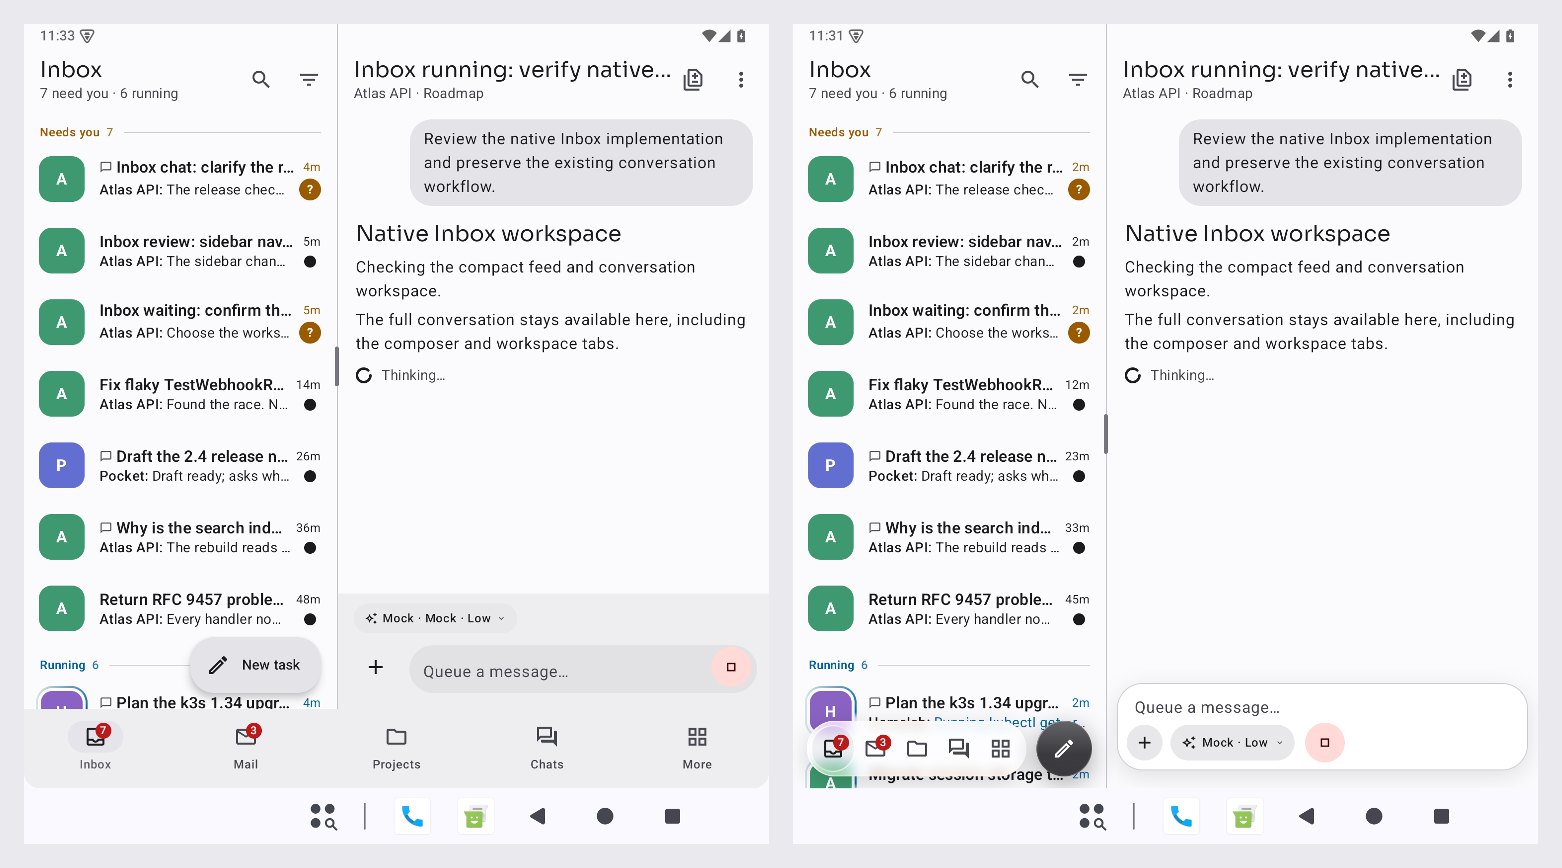 11:33
Inbox
7 need you · 6 running
Needs you 7
Inbox chat: clarify the r... 4m
A
Atlas API: The release chec... ?
Inbox review: sidebar nav... 5m
A
Atlas API: The sidebar chan...
Inbox waiting: confirm th... 5m
A
Atlas API: Choose the works... ?
Fix flaky TestWebhookR... 14m
A
Atlas API: Found the race. N...
Draft the 2.4 release n... 26m
P
Pocket: Draft ready; asks wh...
Why is the search ind... 36m
A
Atlas API: The rebuild reads ...
Return RFC 9457 proble... 48m
A
Atlas API: Every handler no...
Running 6
New task
Plan the k3s 1.34 upgr... 4m
H
7
Inbox
3
Mail
Projects
Chats
More
Inbox running: verify native...
Atlas API · Roadmap
Review the native Inbox implementation
and preserve the existing conversation
workflow.
Native Inbox workspace
Checking the compact feed and conversation
workspace.
The full conversation stays available here, including
the composer and workspace tabs.
Thinking...
Mock · Mock · Low
Queue a message...
11:31
Inbox
7 need you · 6 running
Needs you 7
Inbox chat: clarify the r... 2m
A
Atlas API: The release chec... ?
Inbox review: sidebar nav... 2m
A
Atlas API: The sidebar chan...
Inbox waiting: confirm th... 2m
A
Atlas API: Choose the works... ?
Fix flaky TestWebhookR... 12m
A
Atlas API: Found the race. N...
Draft the 2.4 release n... 23m
P
Pocket: Draft ready; asks wh...
Why is the search ind... 33m
A
Atlas API: The rebuild reads ...
Return RFC 9457 proble... 45m
A
Atlas API: Every handler no...
Running 6
Plan the k3s 1.34 upgr... 2m
H
Homelab: Running kubectl get
7
3
Migrate session storage t... 2m
A
Inbox running: verify native...
Atlas API · Roadmap
Review the native Inbox implementation
and preserve the existing conversation
workflow.
Native Inbox workspace
Checking the compact feed and conversation
workspace.
The full conversation stays available here, including
the composer and workspace tabs.
Thinking...
Queue a message...
Mock · Low